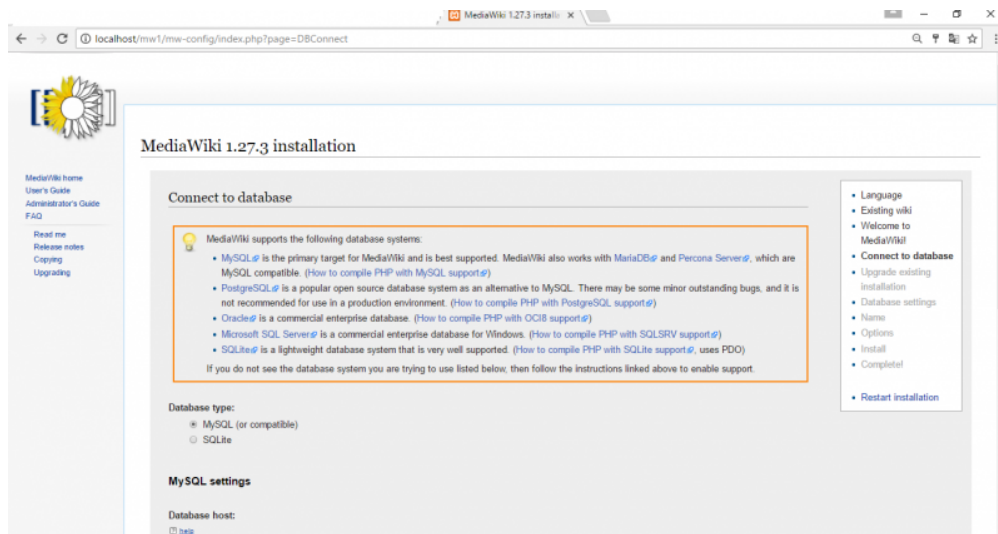 MediaWiki 1.27.3 installa
localhost/mw1/mw-config/index.php?page=DBConnect
MediaWiki home
User's Guide
Administrator's Guide
FAQ
Read me
Release notes
Copying
Upgrading
MediaWiki 1.27.3 installation
Connect to database
MediaWiki supports the following database systems:
• MySQL is the primary target for MediaWiki and is best supported. MediaWiki also works with MariaDB and Percona Server, which are
MySQL compatible. (How to compile PHP with MySQL support)
• PostgreSQL is a popular open source database system as an alternative to MySQL. There may be some minor outstanding bugs, and it is
not recommended for use in a production environment. (How to compile PHP with PostgreSQL support)
• Oracle is a commercial enterprise database. (How to compile PHP with OCI8 support)
• Microsoft SQL Server is a commercial enterprise database for Windows. (How to compile PHP with SQLSRV support)
• SQLite is a lightweight database system that is very well supported. (How to compile PHP with SQLite support, uses PDO)
If you do not see the database system you are trying to use listed below, then follow the instructions linked above to enable support.
Database type:
MySQL (or compatible)
SQLite
MySQL settings
Database host:
help
• Language
• Existing wiki
• Welcome to
MediaWiki!
• Connect to database
• Upgrade existing
installation
• Database settings
• Name
• Options
• Install
• Complete!
• Restart installation